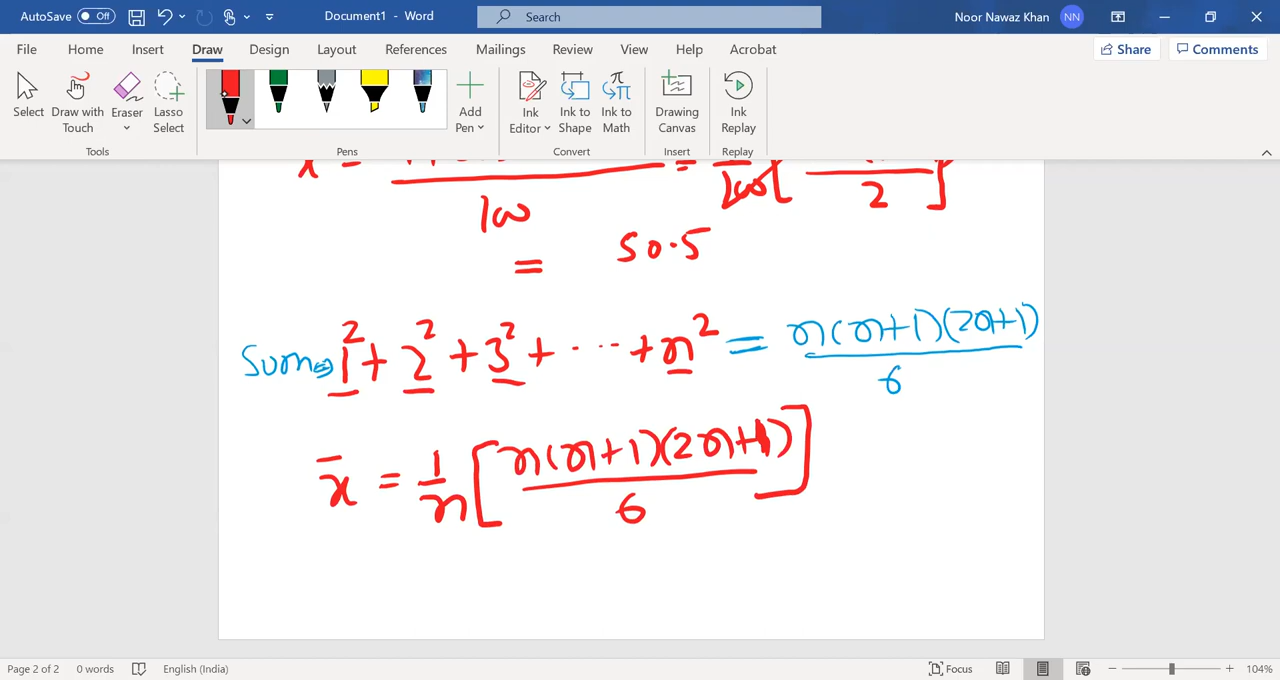 AutoSave Off Document1 - Word Search Noor Nawaz Khan NN
File Home Insert Draw Design Layout References Mailings Review View Help Acrobat Share Comments
Select Draw with Touch Eraser Lasso Select Add Pen Ink Editor Ink to Shape Ink to Math Drawing Canvas Ink Replay
Tools Pens Convert Insert Replay
100 = 100 [ 2 ]
= 50.5
Sum ⇒ 1² + 2² + 3² + ... + n² = n(n+1)(2n+1) / 6
x̄ = 1/n [ n(n+1)(2n+1) / 6 ]
Page 2 of 2 0 words English (India) Focus 104%